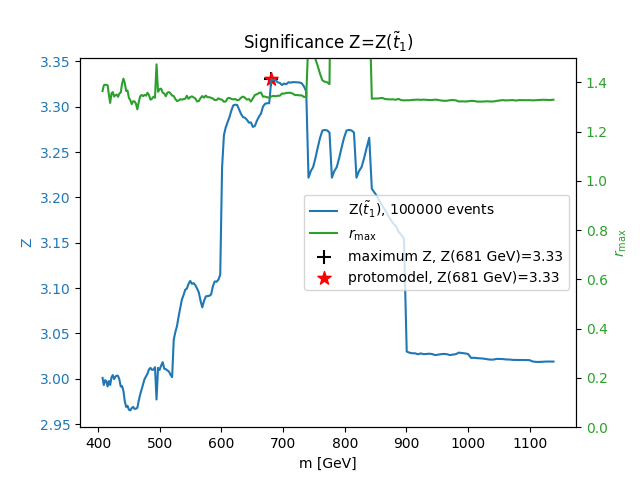 Significance Z=Z(t̃₁)
3.35
3.30
3.25
3.20
3.15
3.10
3.05
3.00
2.95
Z
1.4
1.2
1.0
0.8
0.6
0.4
0.2
0.0
r_max
Z(t̃₁), 100000 events
r_max
maximum Z, Z(681 GeV)=3.33
protomodel, Z(681 GeV)=3.33
400 500 600 700 800 900 1000 1100
m [GeV]